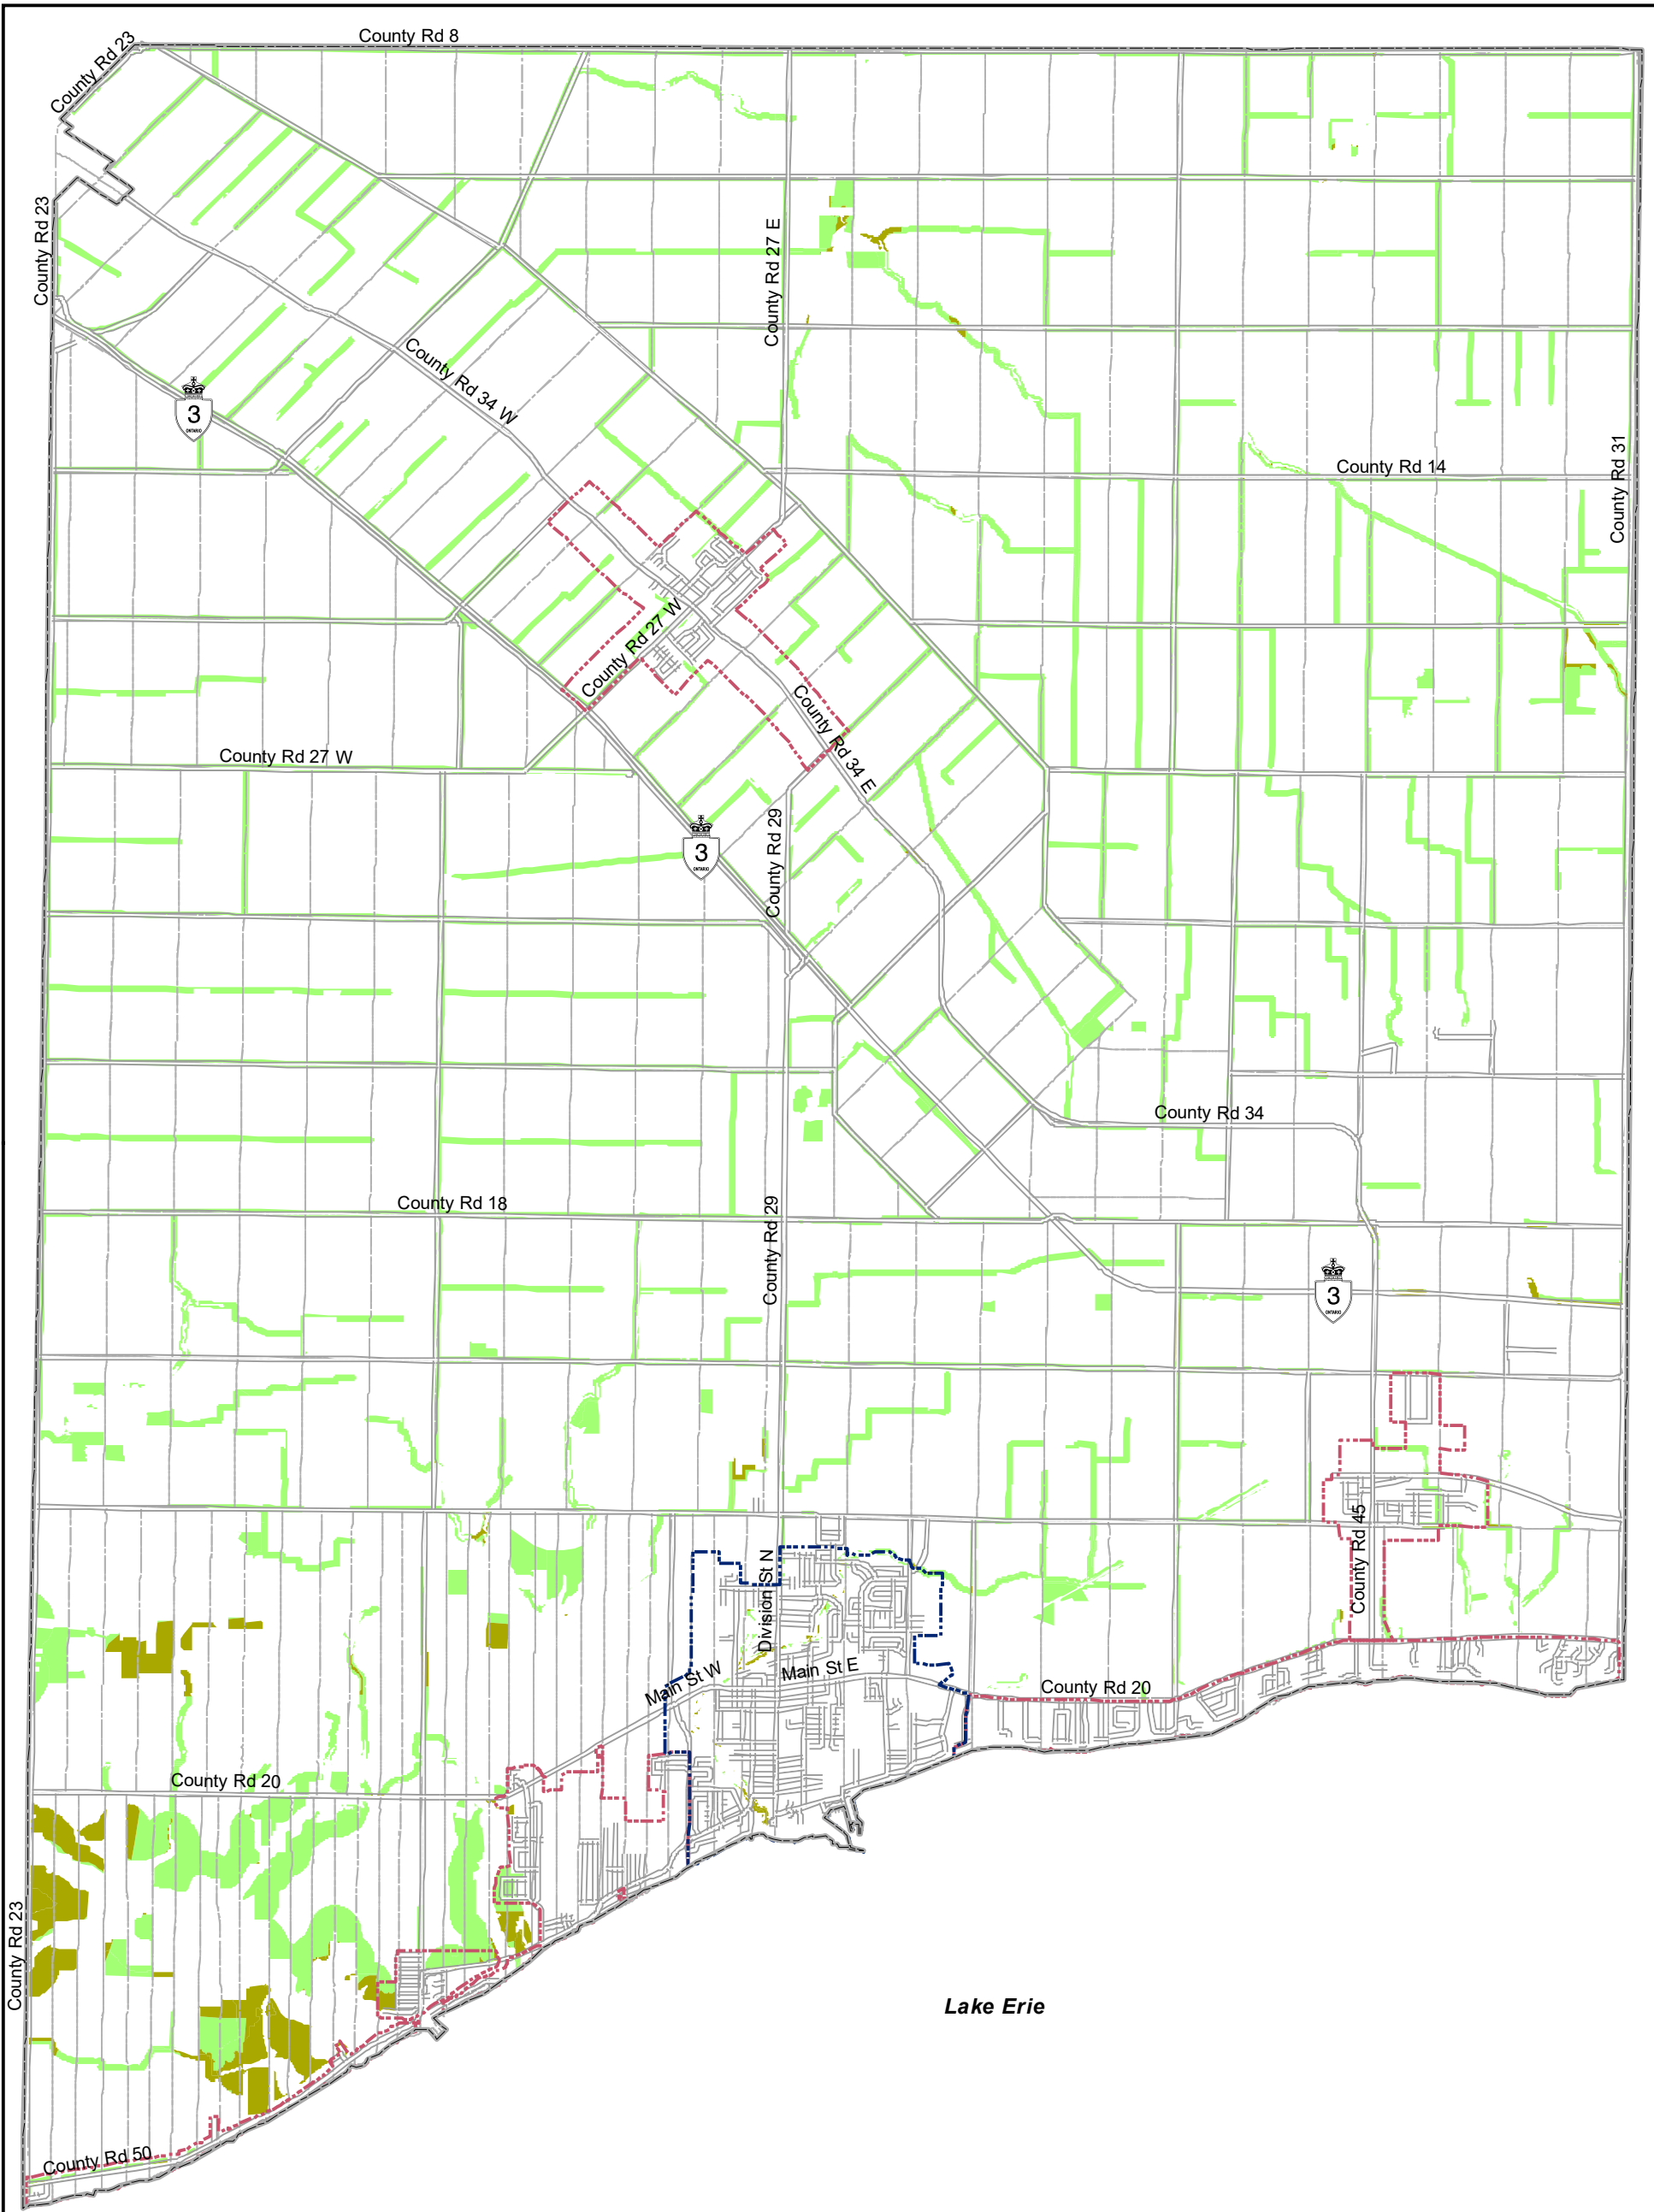 County Rd 8
County Rd 23
County Rd 23
County Rd 27 E
County Rd 34 W
3
ONTARIO
County Rd 14
County Rd 31
County Rd 27 W
County Rd 34 E
County Rd 27 W
3
ONTARIO
County Rd 29
County Rd 34
County Rd 18
County Rd 29
3
ONTARIO
County Rd 45
Division St N
Main St W
Main St E
County Rd 20
County Rd 20
County Rd 23
Lake Erie
County Rd 50